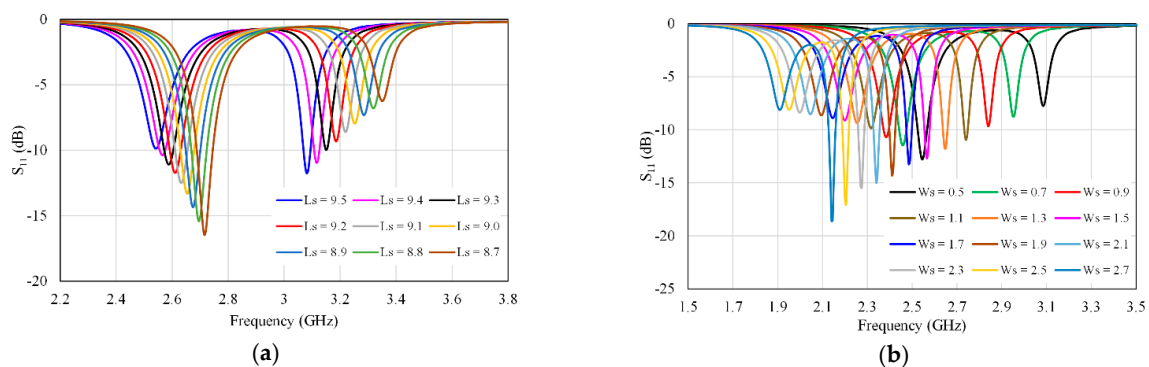 0
-5
-10
-15
-20
S11 (dB)
2.2 2.4 2.6 2.8 3 3.2 3.4 3.6 3.8
Frequency (GHz)
Ls = 9.5 Ls = 9.4 Ls = 9.3
Ls = 9.2 Ls = 9.1 Ls = 9.0
Ls = 8.9 Ls = 8.8 Ls = 8.7
(a)
0
-5
-10
-15
-20
-25
S11 (dB)
1.5 1.7 1.9 2.1 2.3 2.5 2.7 2.9 3.1 3.3 3.5
Frequency (GHz)
Ws = 0.5 Ws = 0.7 Ws = 0.9
Ws = 1.1 Ws = 1.3 Ws = 1.5
Ws = 1.7 Ws = 1.9 Ws = 2.1
Ws = 2.3 Ws = 2.5 Ws = 2.7
(b)